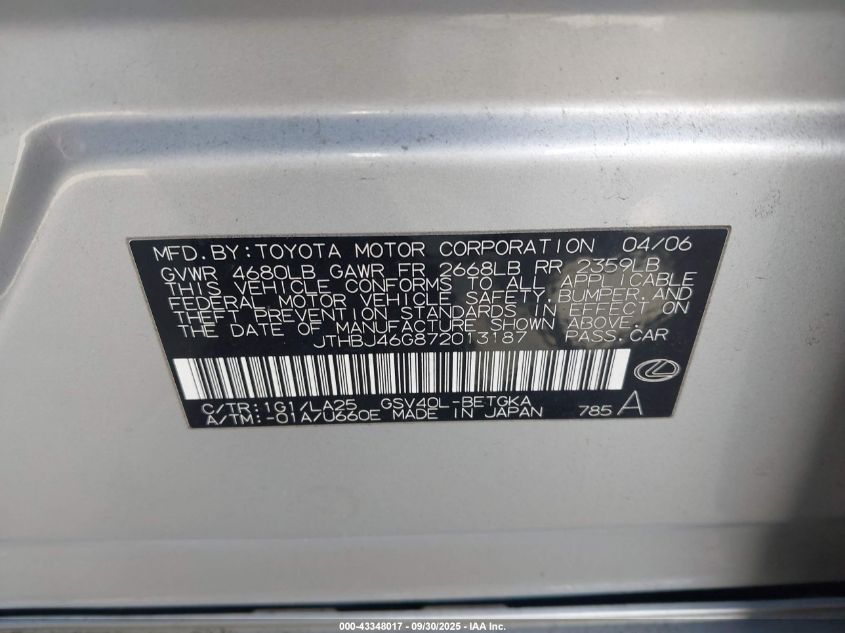 MFD. BY: TOYOTA MOTOR CORPORATION 04/06
GVWR 4680LB GAWR FR 2668LB RR 2359LB
THIS VEHICLE CONFORMS TO ALL APPLICABLE
FEDERAL MOTOR VEHICLE SAFETY, BUMPER, AND
THEFT PREVENTION STANDARDS IN EFFECT ON
THE DATE OF MANUFACTURE SHOWN ABOVE.
JTHBJ46G872013187 PASS. CAR
C/TR: 1G1/LA25 GSV40L-BETGKA
A/TM: -01A/U660E MADE IN JAPAN 785 A
000-43348017 - 09/30/2025 - IAA Inc.